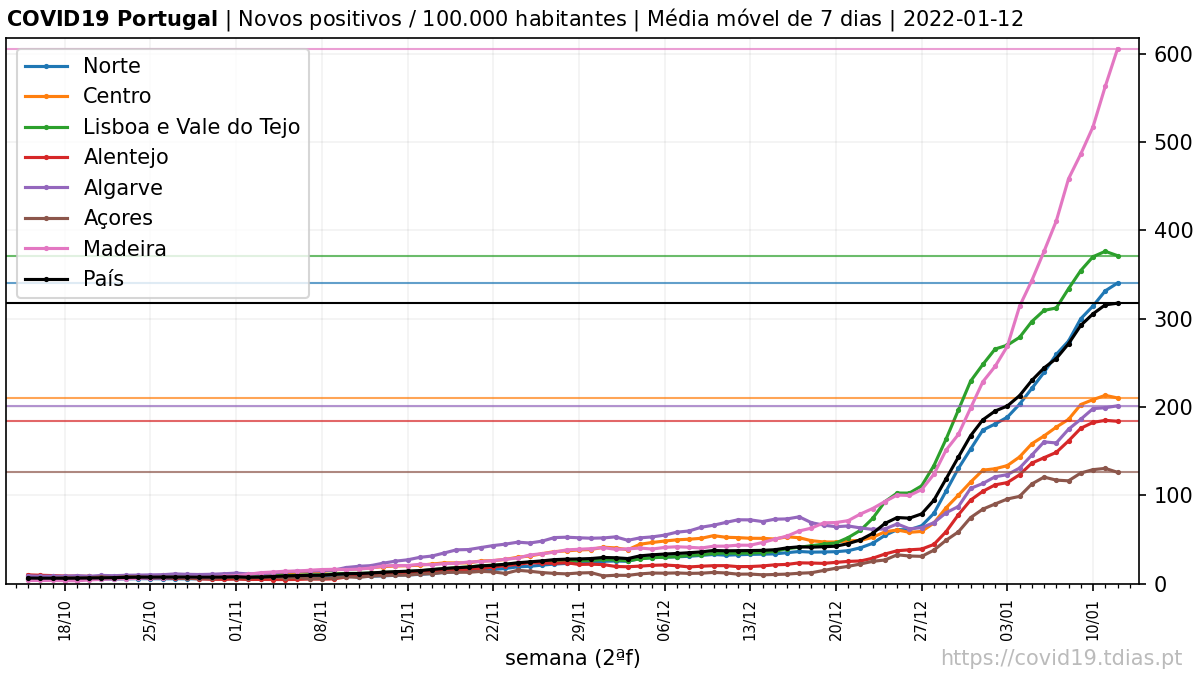 COVID19 Portugal | Novos positivos / 100.000 habitantes | Média móvel de 7 dias | 2022-01-12
Norte
Centro
Lisboa e Vale do Tejo
Alentejo
Algarve
Açores
Madeira
País
600
500
400
300
200
100
0
18/10
25/10
01/11
08/11
15/11
22/11
29/11
06/12
13/12
20/12
27/12
03/01
10/01
semana (2ªf)
https://covid19.tdias.pt